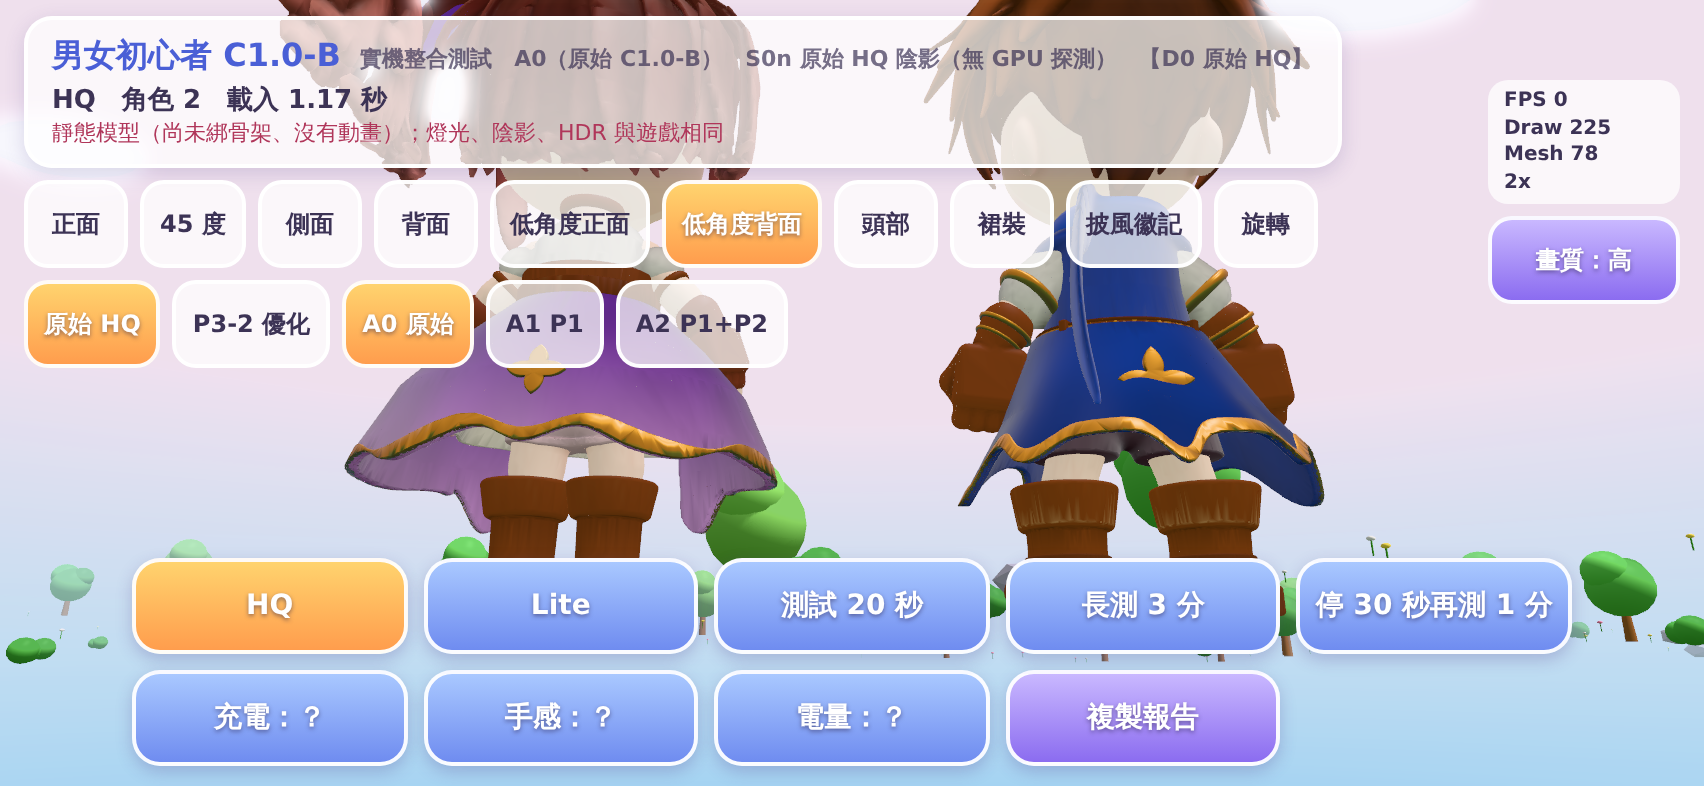 男女初心者 C1.0-B 實機整合測試 A0（原始 C1.0-B） S0n 原始 HQ 陰影（無 GPU 探測） 【D0 原始 HQ】
HQ 角色 2 載入 1.17 秒
靜態模型（尚未綁骨架、沒有動畫）；燈光、陰影、HDR 與遊戲相同
FPS 0
Draw 225
Mesh 78
2x
畫質：高
正面 45 度 側面 背面 低角度正面 低角度背面 頭部 裙裝 披風徽記 旋轉
原始 HQ P3-2 優化 A0 原始 A1 P1 A2 P1+P2
HQ Lite 測試 20 秒 長測 3 分 停 30 秒再測 1 分
充電：？ 手感：？ 電量：？ 複製報告